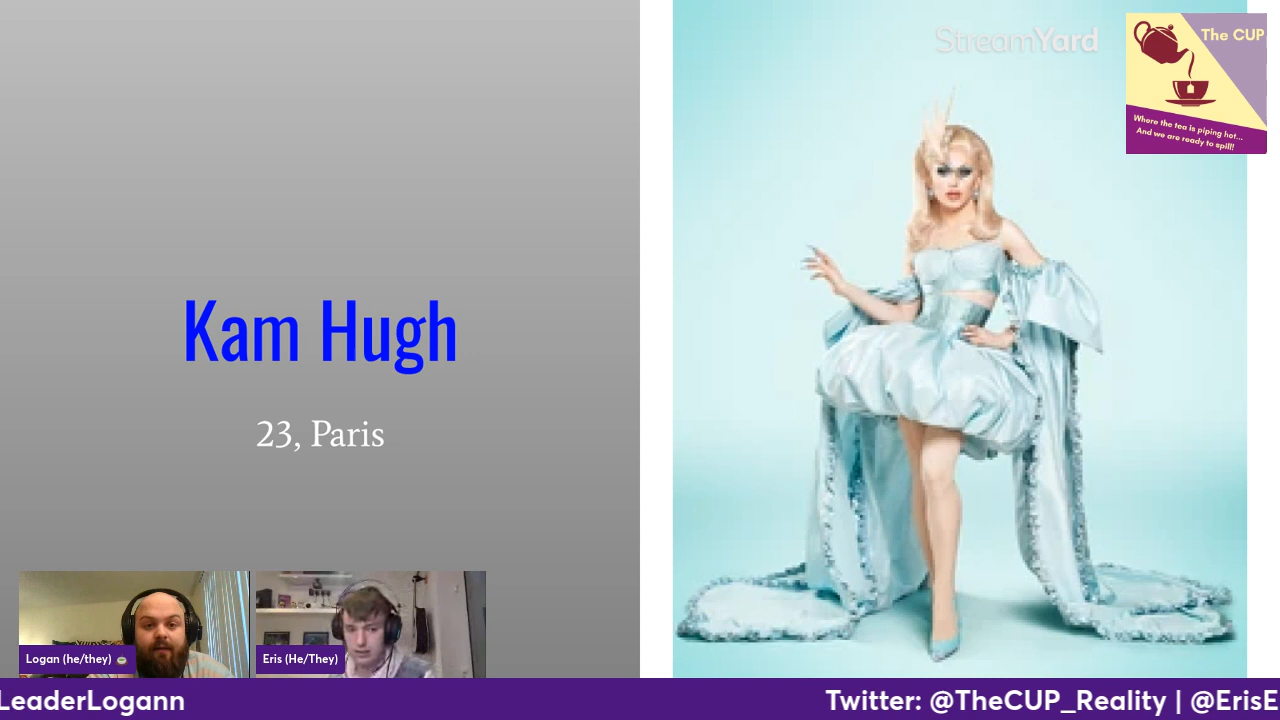 StreamYard
The CUP
Where the tea is piping hot...
And we are ready to spill!
Kam Hugh
23, Paris
Logan (he/they) 🍵
Eris (He/They)
LeaderLogann
Twitter: @TheCUP_Reality | @ErisE